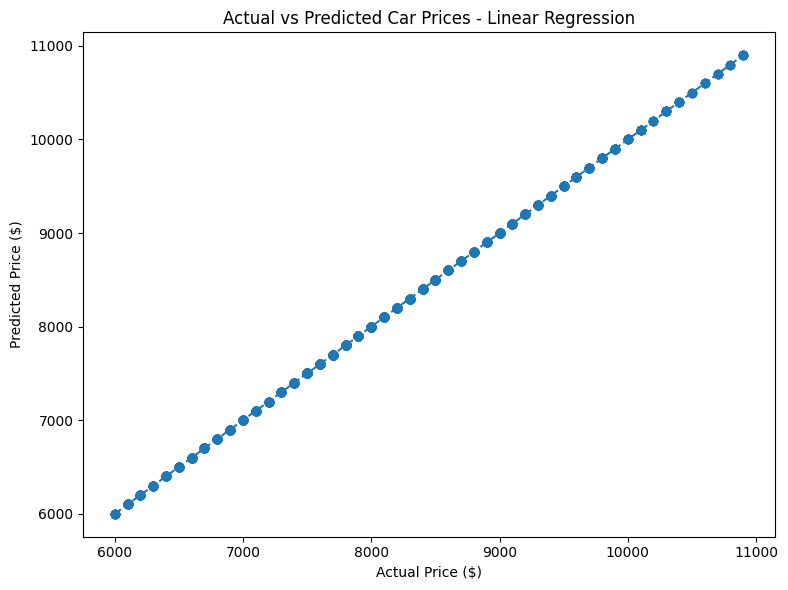 Actual vs Predicted Car Prices - Linear Regression
11000
10000
9000
8000
7000
6000
Predicted Price ($)
6000 7000 8000 9000 10000 11000
Actual Price ($)